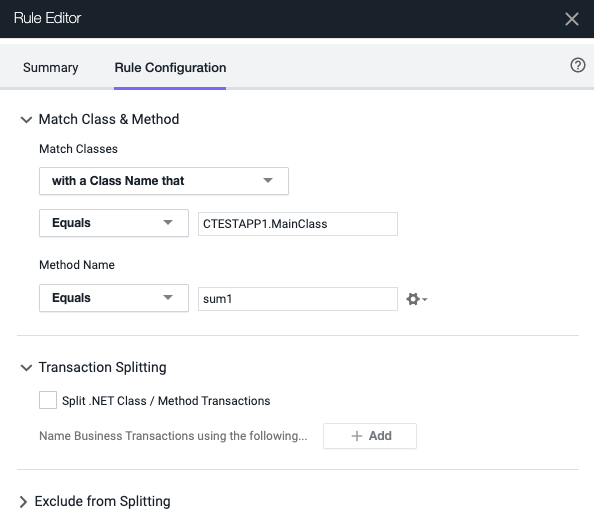 Rule Editor
Summary Rule Configuration
Match Class & Method
Match Classes
with a Class Name that
Equals CTESTAPP1.MainClass
Method Name
Equals sum1
Transaction Splitting
Split .NET Class / Method Transactions
Name Business Transactions using the following... + Add
Exclude from Splitting